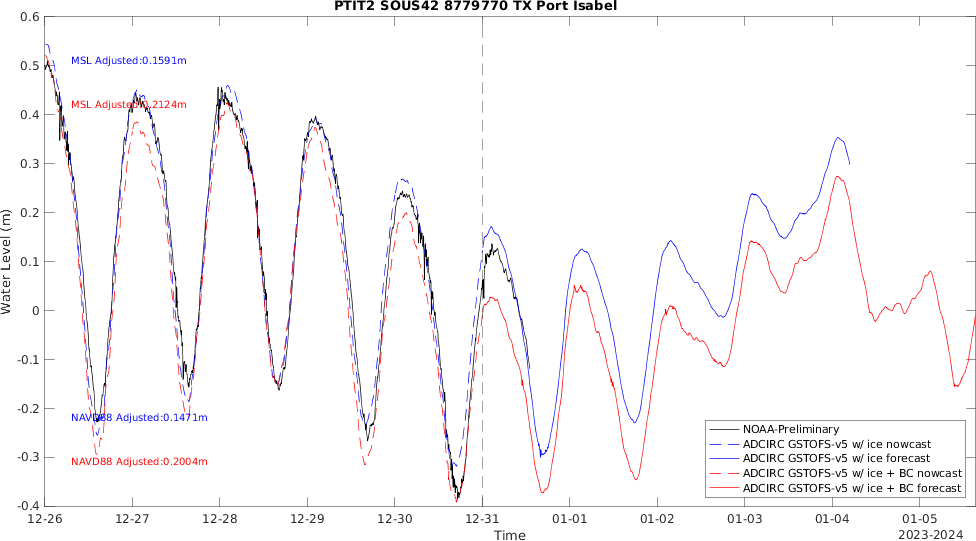 PTIT2 SOUS42 8779770 TX Port Isabel
0.6
0.5
0.4
0.3
0.2
0.1
0
-0.1
-0.2
-0.3
-0.4
Water Level (m)
MSL Adjusted:0.1591m
MSL Adjusted:0.2124m
NAVD88 Adjusted:0.1471m
NAVD88 Adjusted:0.2004m
NOAA-Preliminary
ADCIRC GSTOFS-v5 w/ ice nowcast
ADCIRC GSTOFS-v5 w/ ice forecast
ADCIRC GSTOFS-v5 w/ ice + BC nowcast
ADCIRC GSTOFS-v5 w/ ice + BC forecast
12-26 12-27 12-28 12-29 12-30 12-31 01-01 01-02 01-03 01-04 01-05
Time
2023-2024